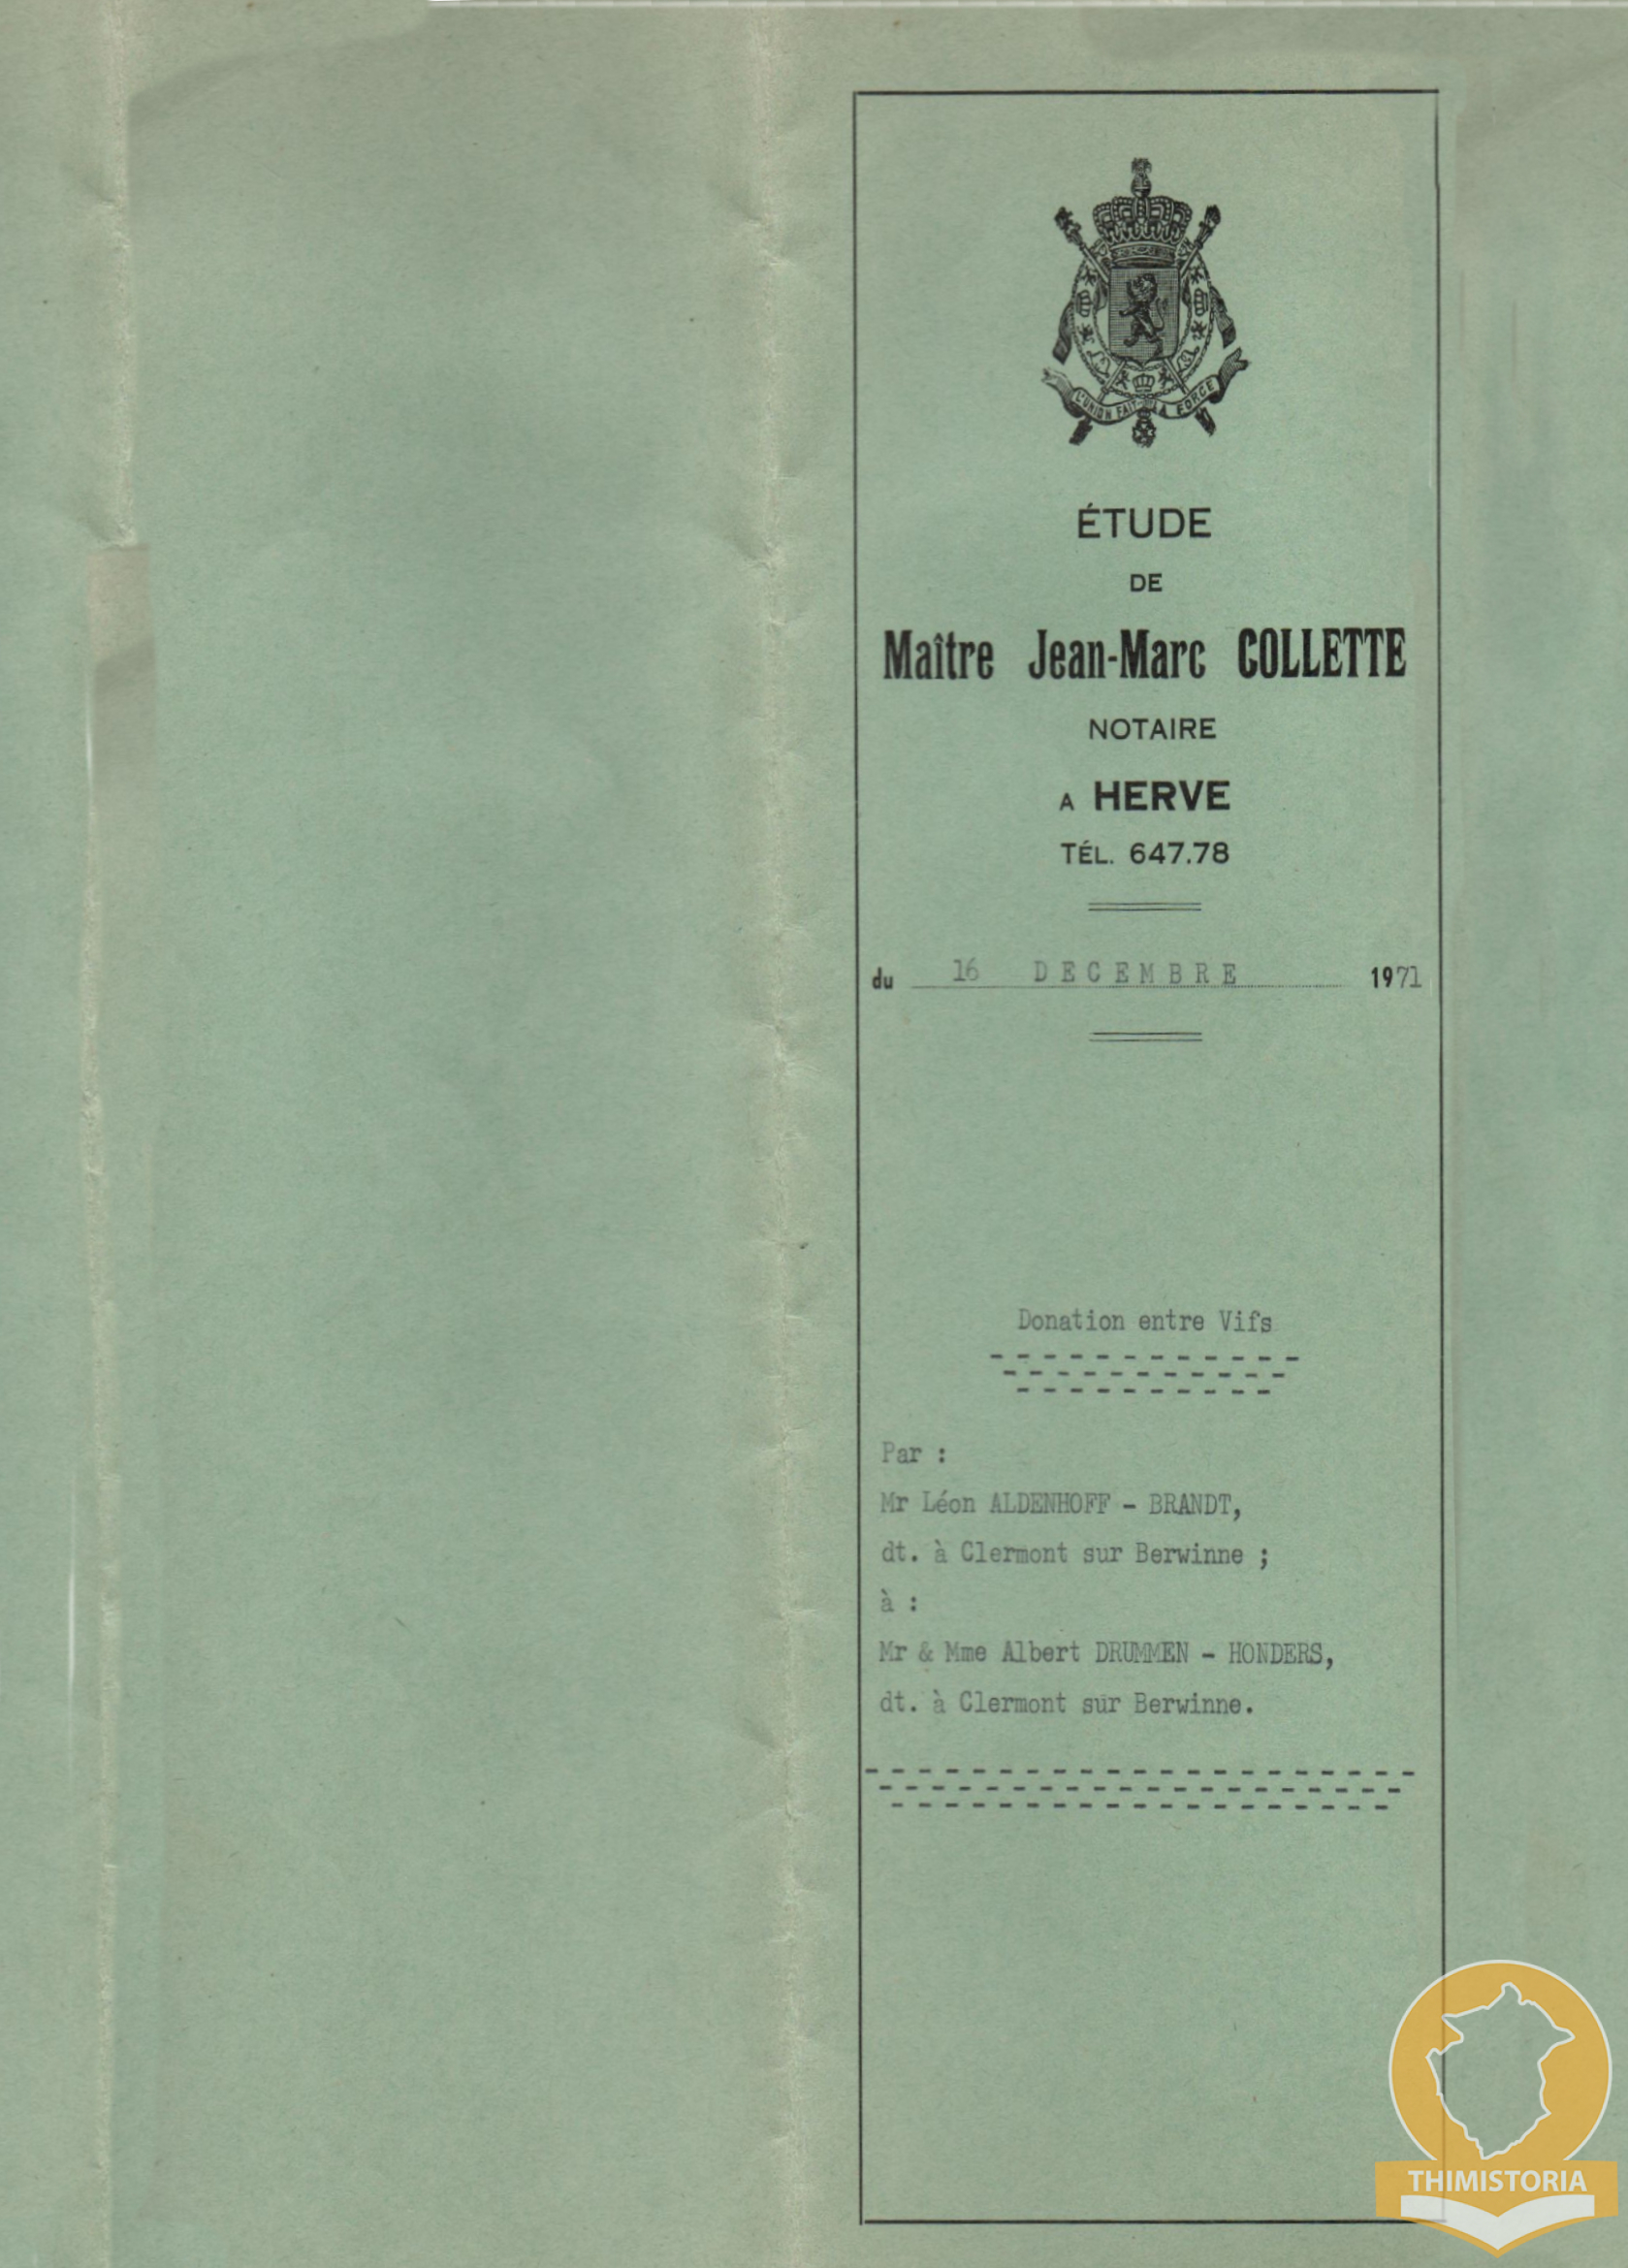 L'UNION FAIT LA FORCE
ÉTUDE
DE
Maître Jean-Marc COLLETTE
NOTAIRE
A HERVE
TÉL. 647.78
du 16 DECEMBRE 1971
Donation entre Vifs
Par :
Mr Léon ALDENHOFF - BRANDT,
dt. à Clermont sur Berwinne ;
à :
Mr & Mme Albert DRUMMEN - HONDERS,
dt. à Clermont sur Berwinne.
THIMISTORIA